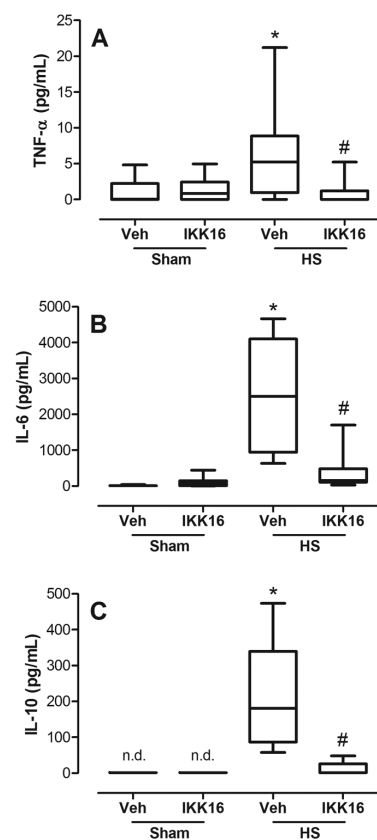 A
TNF-α (pg/mL)
25
20
15
10
5
0
*
#
Veh IKK16 Veh IKK16
Sham HS
B
IL-6 (pg/mL)
5000
4000
3000
2000
1000
0
*
#
Veh IKK16 Veh IKK16
Sham HS
C
IL-10 (pg/mL)
500
400
300
200
100
0
n.d. n.d.
*
#
Veh IKK16 Veh IKK16
Sham HS